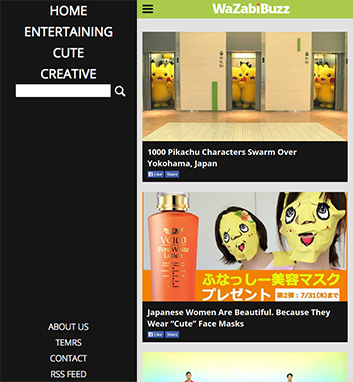 HOME
ENTERTAINING
CUTE
CREATIVE
ABOUT US
TEMRS
CONTACT
RSS FEED
WaZabiBuzz
1000 Pikachu Characters Swarm Over
Yokohama, Japan
Like Share
VC100
Pore White
Lotion
ふなっしー美容マスク
プレゼント 第2弾:7/31(木)まで
Japanese Women Are Beautiful. Because They
Wear “Cute” Face Masks
Like Share